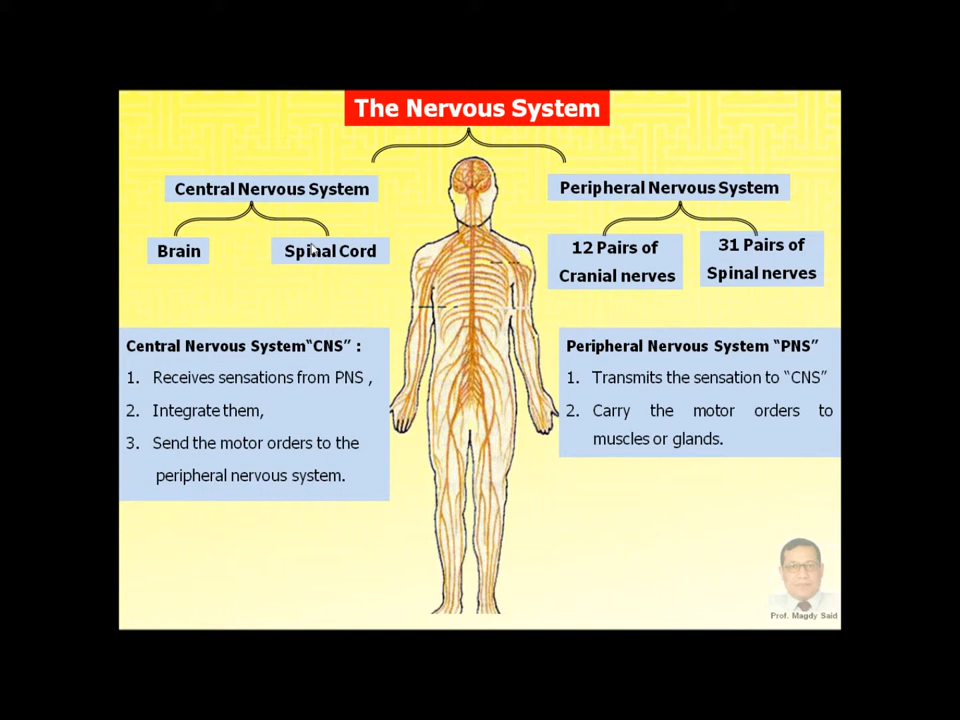 The Nervous System
Central Nervous System
Peripheral Nervous System
Brain
Spinal Cord
12 Pairs of
Cranial nerves
31 Pairs of
Spinal nerves
Central Nervous System“CNS” :
1. Receives sensations from PNS ,
2. Integrate them,
3. Send the motor orders to the
peripheral nervous system.
Peripheral Nervous System “PNS”
1. Transmits the sensation to “CNS”
2. Carry the motor orders to
muscles or glands.
Prof. Magdy Said